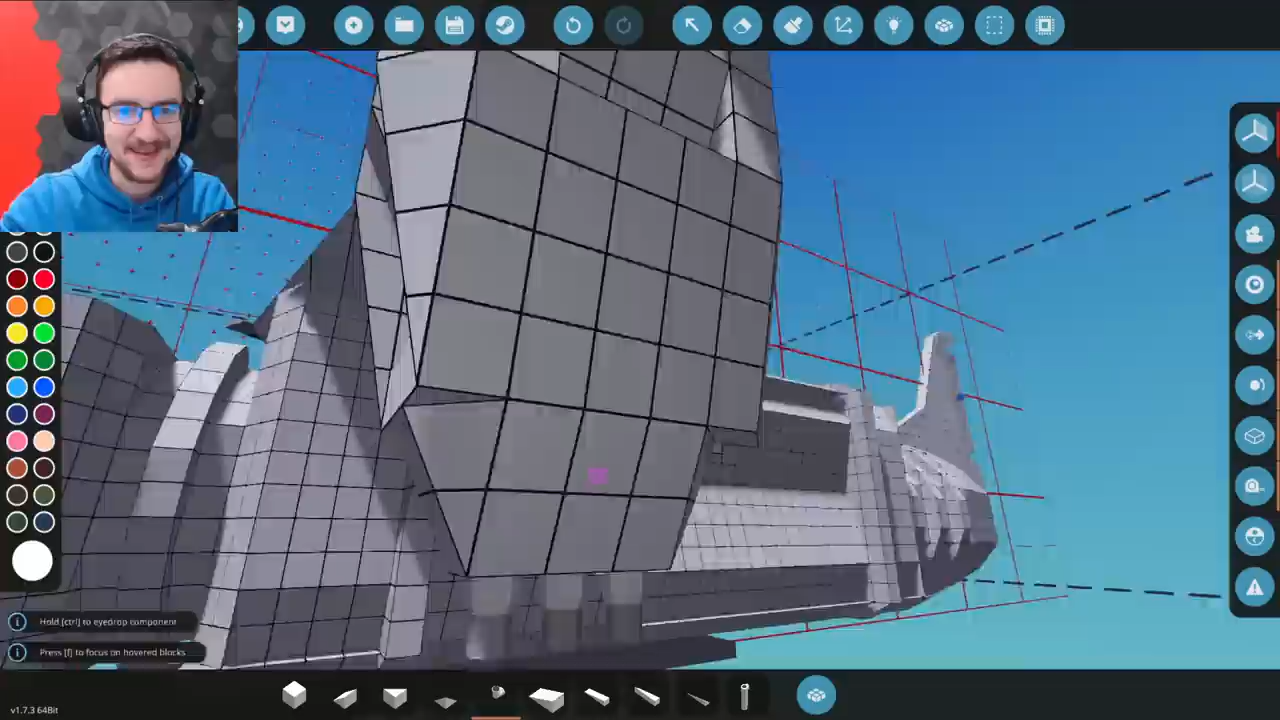 Hold [ctrl] to eyedrop component
Press [f] to focus on hovered blocks
v1.7.3 64Bit